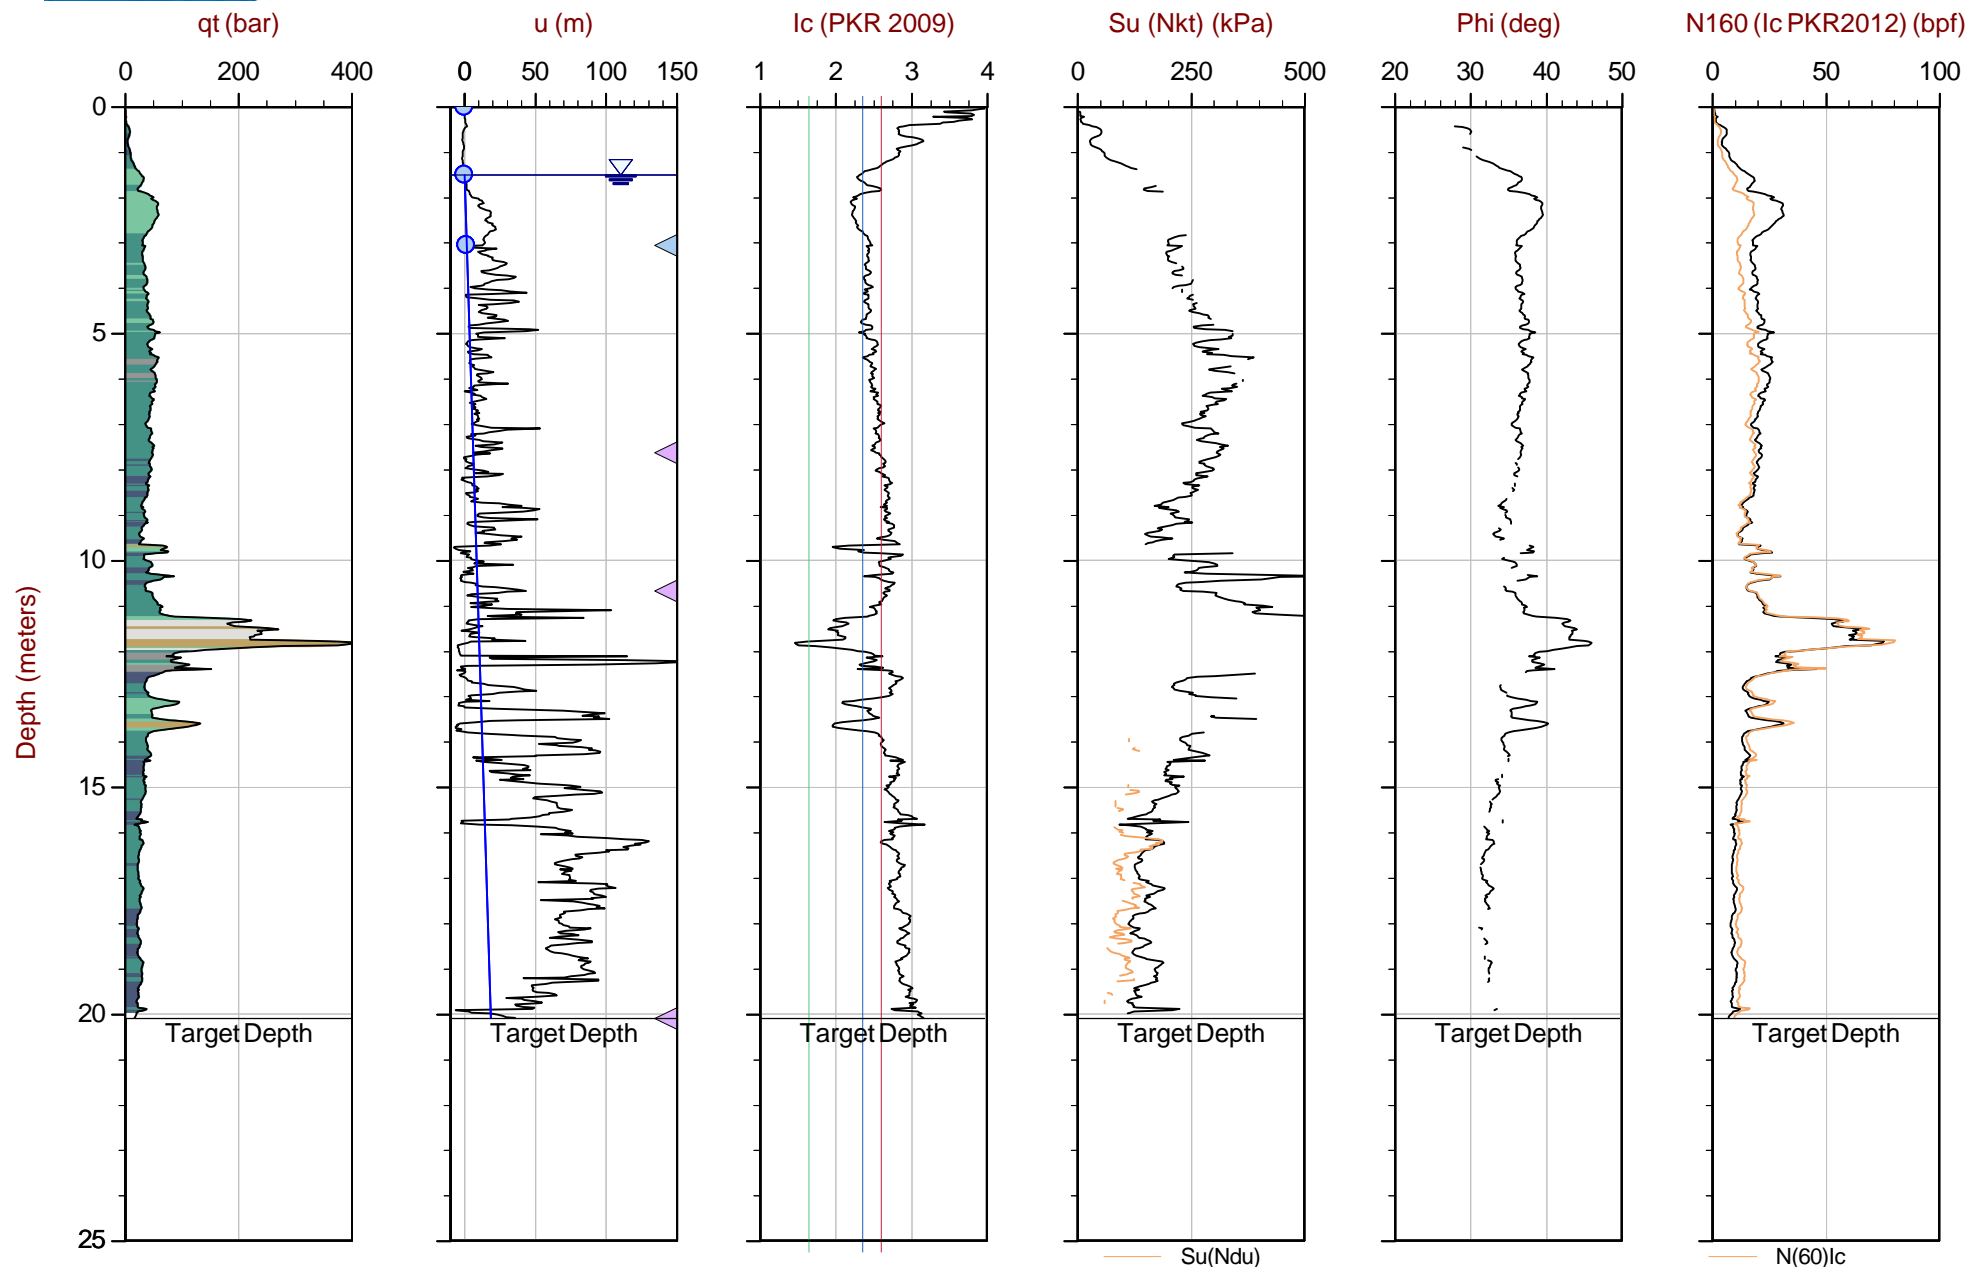 qt (bar)
u (m)
Ic (PKR 2009)
Su (Nkt) (kPa)
Phi (deg)
N160 (Ic PKR2012) (bpf)
0 200 400
0 50 100 150
1 2 3 4
0 250 500
20 30 40 50
0 50 100
0
5
10
15
20
25
Depth (meters)
Target Depth
Target Depth
Target Depth
Target Depth
Target Depth
Target Depth
Su(Ndu)
N(60)Ic